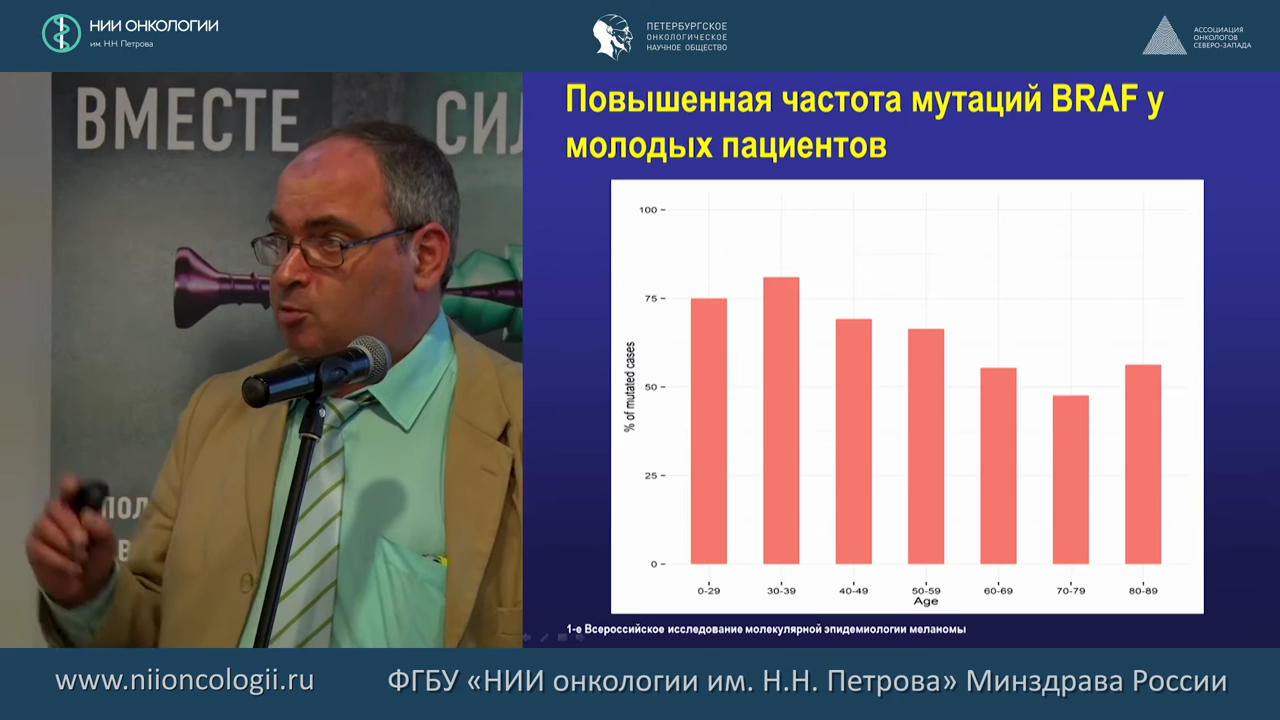 НИИ ОНКОЛОГИИ
им. Н.Н. Петрова
ПЕТЕРБУРГСКОЕ
ОНКОЛОГИЧЕСКОЕ
НАУЧНОЕ ОБЩЕСТВО
АССОЦИАЦИЯ
ОНКОЛОГОВ
СЕВЕРО-ЗАПАДА
ВМЕСТЕ
СИЛ
ПОЛ
В
Повышенная частота мутаций BRAF у
молодых пациентов
% of mutated cases
100
75
50
25
0
0-29 30-39 40-49 50-59 60-69 70-79 80-89
Age
1-е Всероссийское исследование молекулярной эпидемиологии меланомы
www.niioncologii.ru
ФГБУ «НИИ онкологии им. Н.Н. Петрова» Минздрава России